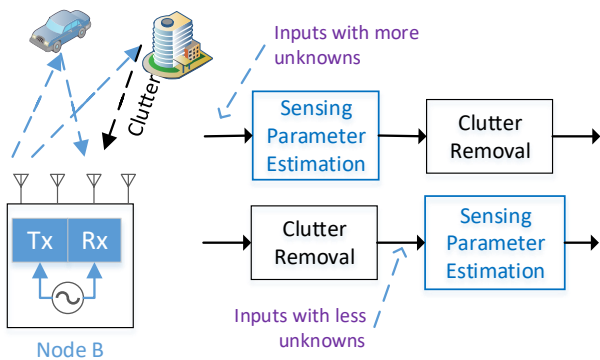 Inputs with more
unknowns
Clutter
Sensing
Parameter
Estimation
Clutter
Removal
Tx
Rx
Clutter
Removal
Sensing
Parameter
Estimation
Inputs with less
unknowns
Node B